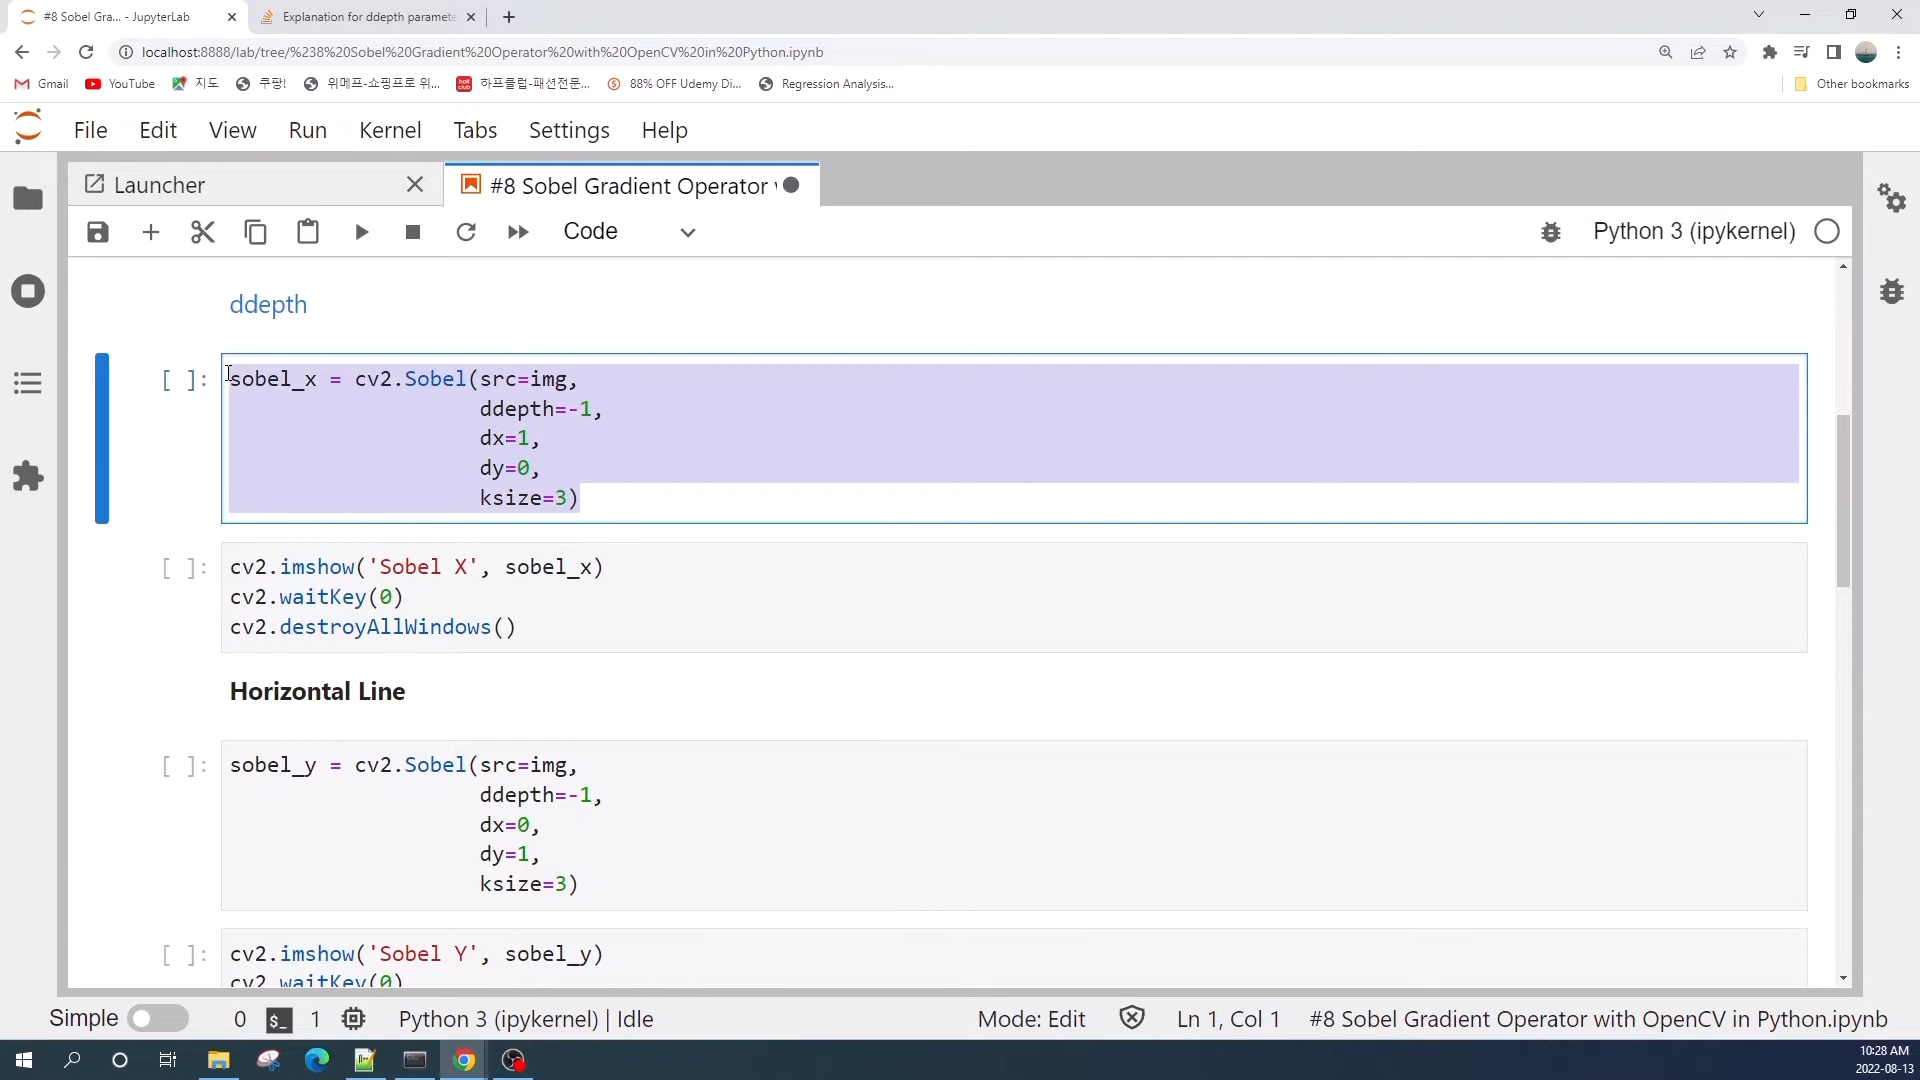 #8 Sobel Gra... - JupyterLab
Explanation for ddepth paramete
localhost:8888/lab/tree/%238%20Sobel%20Gradient%20Operator%20with%20OpenCV%20in%20Python.ipynb
Gmail YouTube 지도 쿠팡! 위메프-쇼핑프로 위... half club 하프클럽-패션전문... 88% OFF Udemy Di... Regression Analysis... Other bookmarks
File Edit View Run Kernel Tabs Settings Help
Launcher #8 Sobel Gradient Operator
Code Python 3 (ipykernel)
ddepth
[ ]: sobel_x = cv2.Sobel(src=img,
ddepth=-1,
dx=1,
dy=0,
ksize=3)
[ ]: cv2.imshow('Sobel X', sobel_x)
cv2.waitKey(0)
cv2.destroyAllWindows()
Horizontal Line
[ ]: sobel_y = cv2.Sobel(src=img,
ddepth=-1,
dx=0,
dy=1,
ksize=3)
[ ]: cv2.imshow('Sobel Y', sobel_y)
cv2.waitKey(0)
Simple 0 $_ 1 Python 3 (ipykernel) | Idle Mode: Edit Ln 1, Col 1 #8 Sobel Gradient Operator with OpenCV in Python.ipynb
10:28 AM
2022-08-13